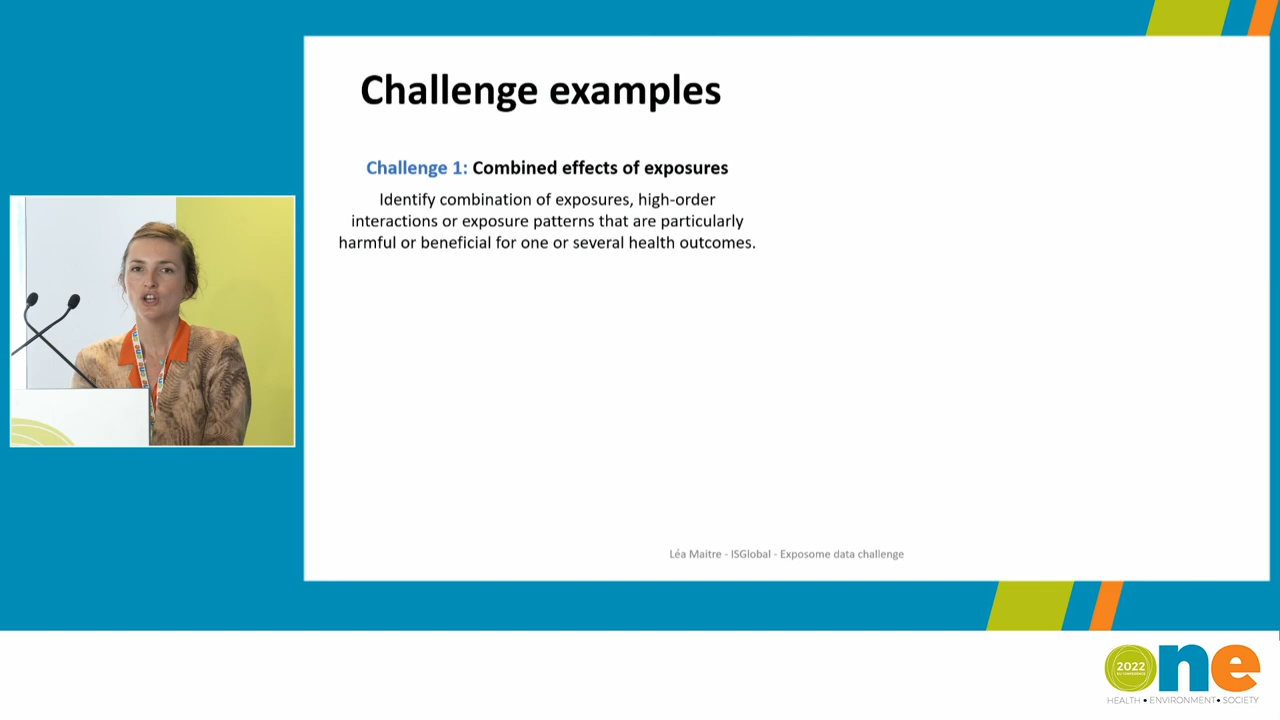 Challenge examples
Challenge 1: Combined effects of exposures
Identify combination of exposures, high-order
interactions or exposure patterns that are particularly
harmful or beneficial for one or several health outcomes.
Léa Maitre - ISGlobal - Exposome data challenge
2022
one
HEALTH • ENVIRONMENT • SOCIETY